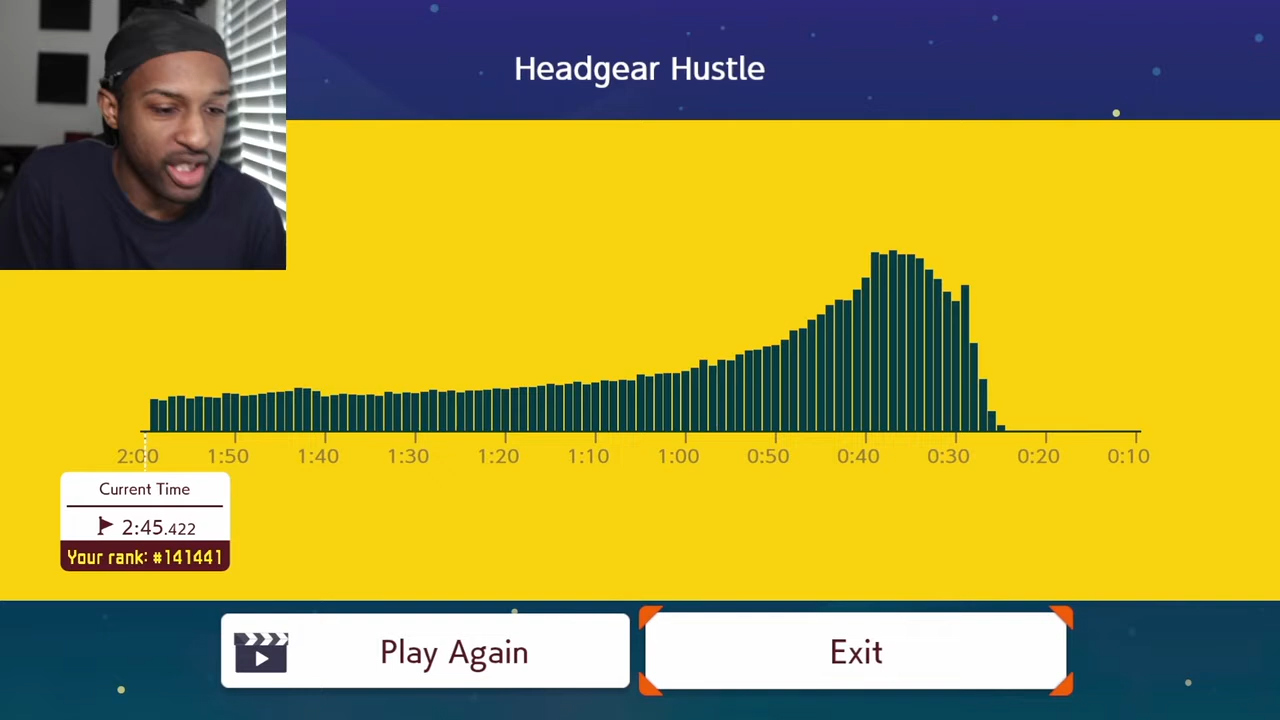 Headgear Hustle
2:00 1:50 1:40 1:30 1:20 1:10 1:00 0:50 0:40 0:30 0:20 0:10
Current Time
2:45.422
Your rank: #141441
Play Again
Exit